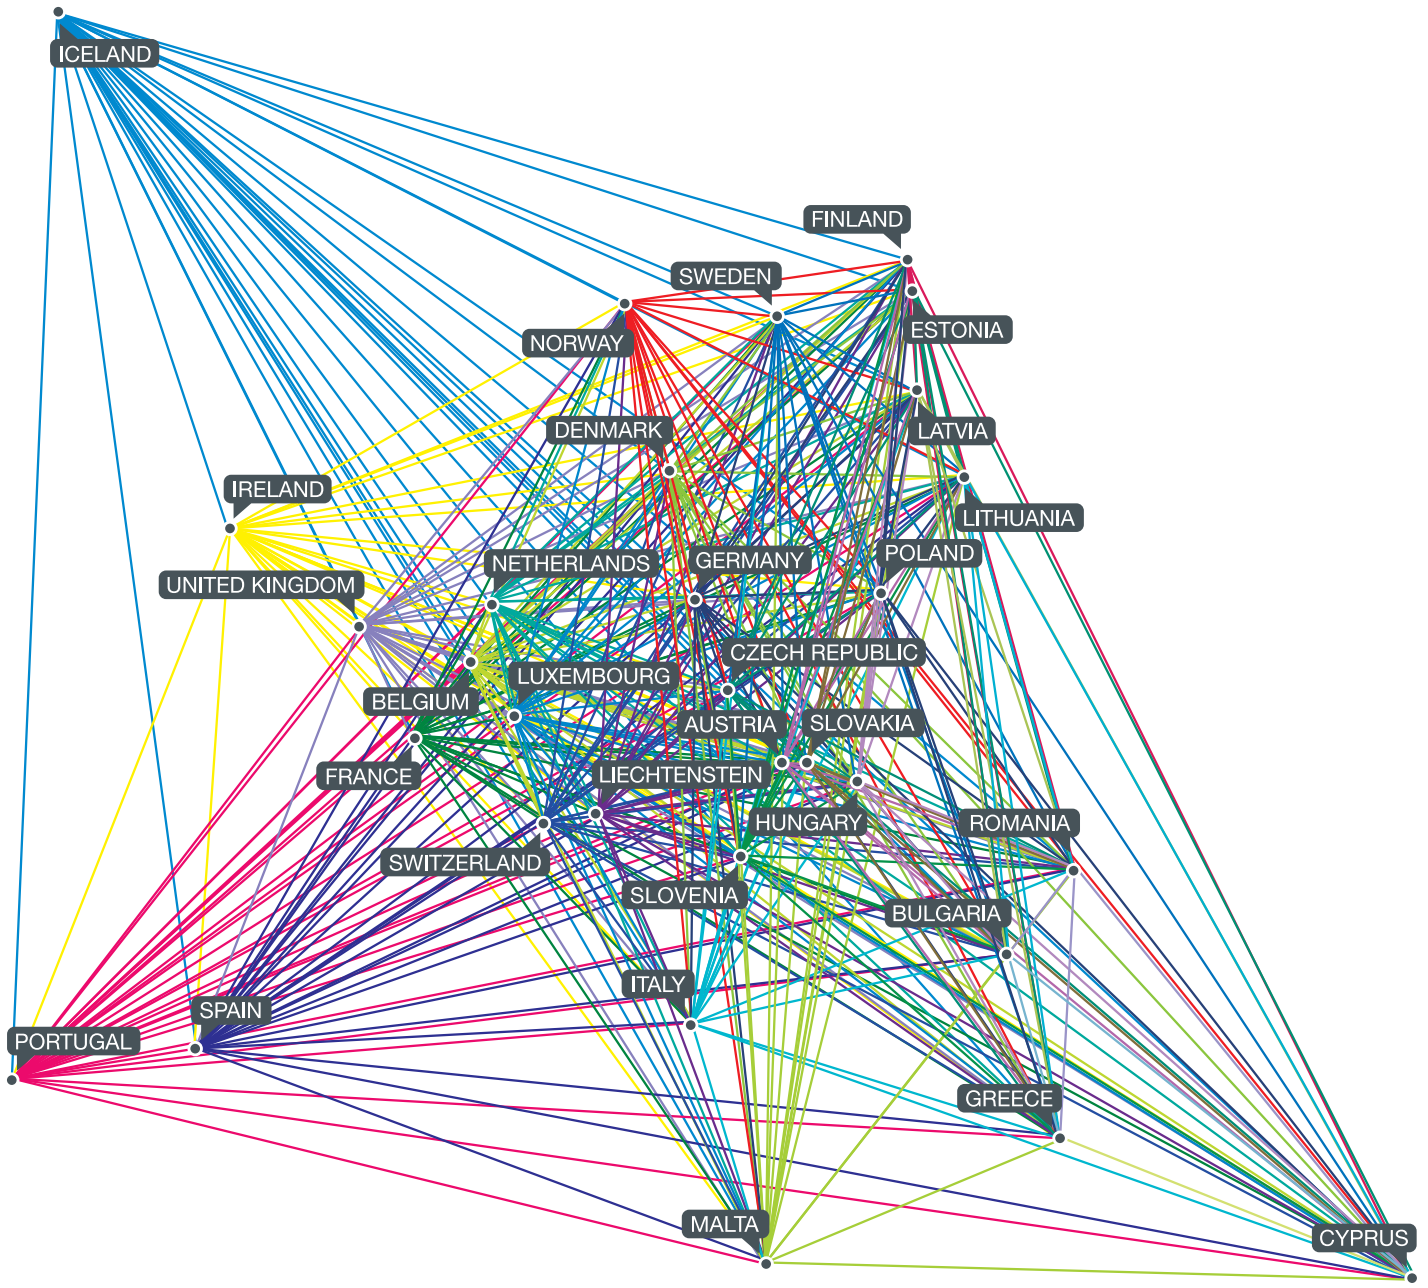 ICELAND
FINLAND
SWEDEN
ESTONIA
NORWAY
DENMARK
LATVIA
IRELAND
LITHUANIA
POLAND
NETHERLANDS
GERMANY
UNITED KINGDOM
CZECH REPUBLIC
LUXEMBOURG
BELGIUM
AUSTRIA
SLOVAKIA
FRANCE
LIECHTENSTEIN
HUNGARY
ROMANIA
SWITZERLAND
SLOVENIA
BULGARIA
ITALY
SPAIN
PORTUGAL
GREECE
MALTA
CYPRUS